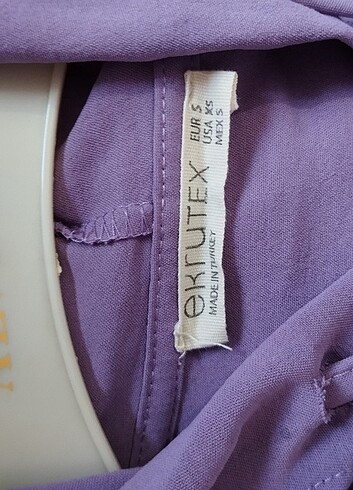 EUR S
USA XS
MEX S
ekrUTEX
MADE IN TURKEY